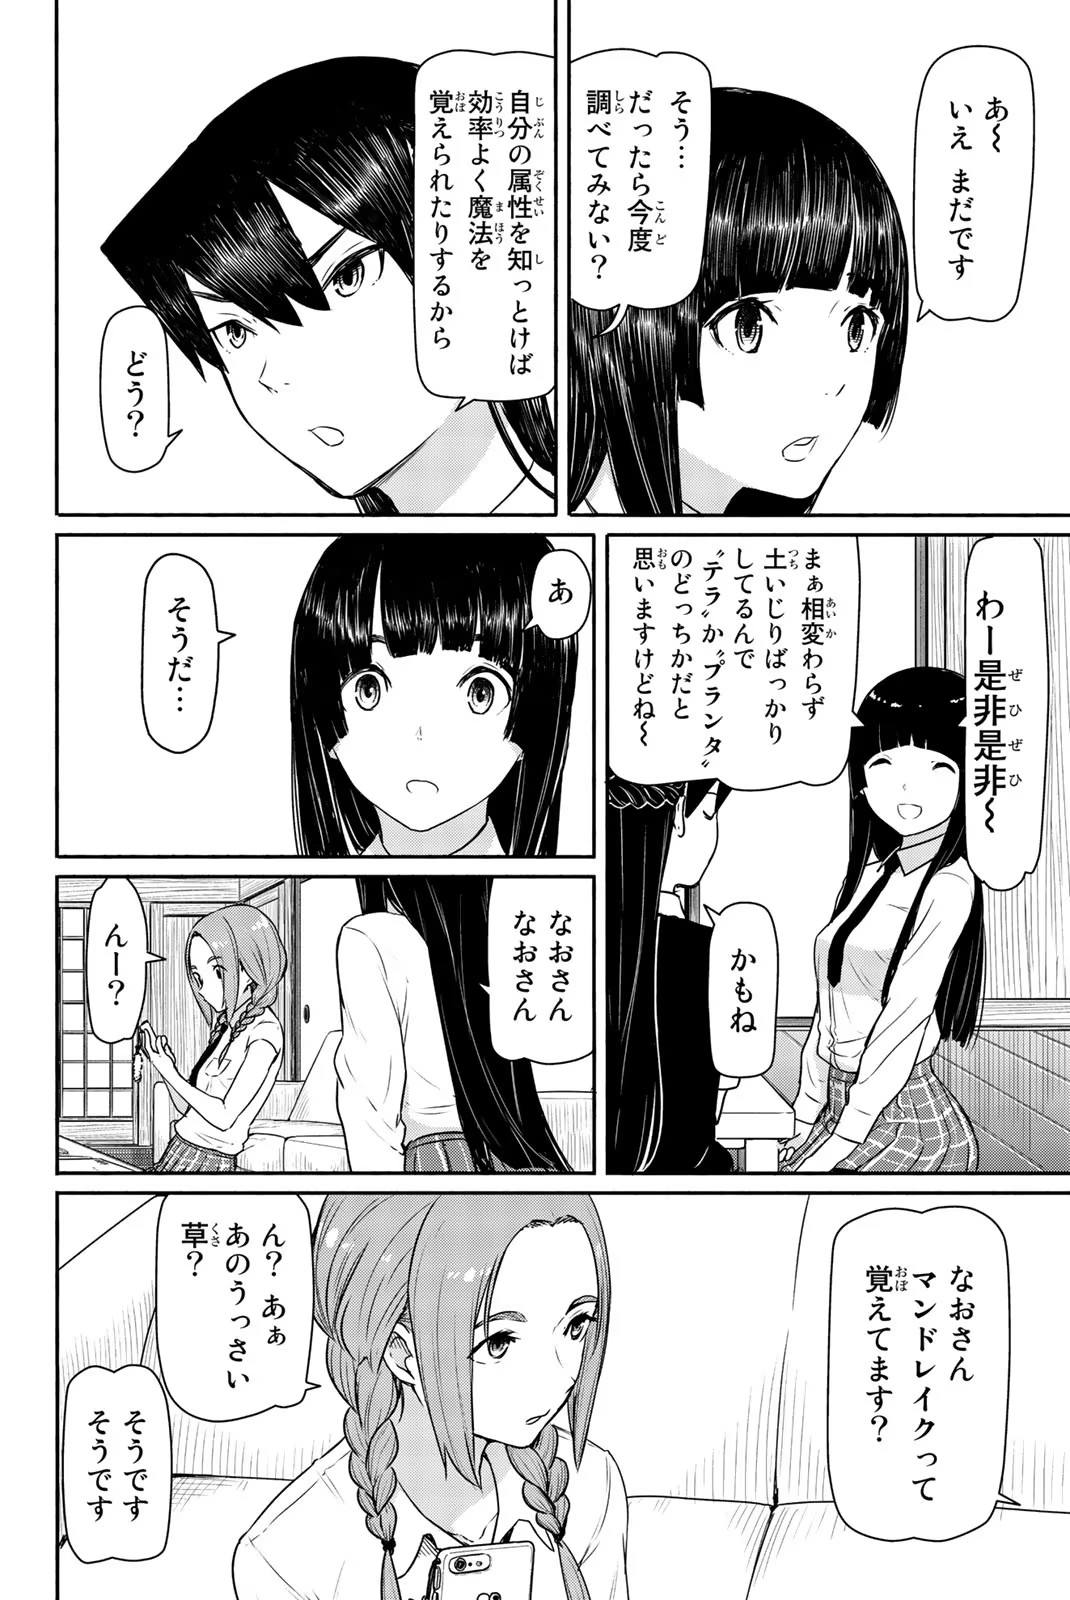 あ〜
いえ まだです
そう…
だったら今度
調べてみない？
自分の属性を知っとけば
効率よく魔法を
覚えられたりするから
どう？
わー是非是非〜
まぁ相変わらず
土いじりばっかり
してるんで
〝テラ〟か〝プランタ〟
のどっちかだと
思いますけどね〜
かもね
あ
そうだ…
なおさん
なおさん
んー？
なおさん
マンドレイクって
覚えてます？
ん？ あぁ
あのうっさい
草？
そうです
そうです